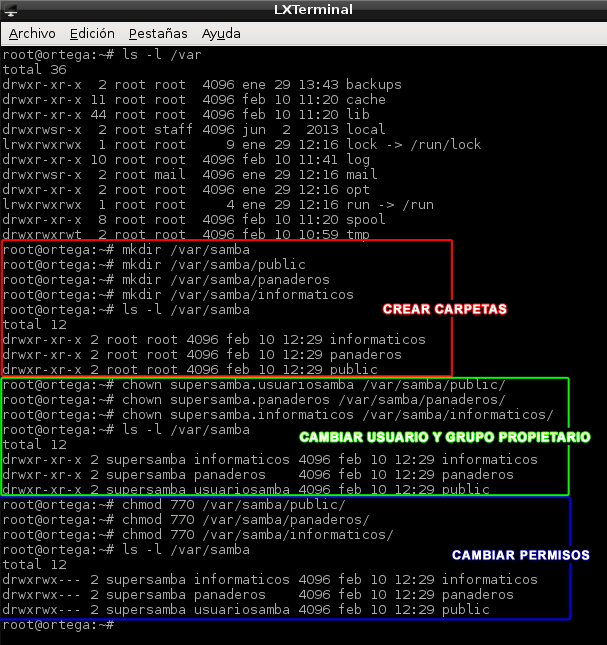 LXTerminal
Archivo Edición Pestañas Ayuda
root@ortega:~# ls -l /var
total 36
drwxr-xr-x  2 root root  4096 ene 29 13:43 backups
drwxr-xr-x 11 root root  4096 feb 10 11:20 cache
drwxr-xr-x 44 root root  4096 feb 10 11:20 lib
drwxrwsr-x  2 root staff 4096 jun  2  2013 local
lrwxrwxrwx  1 root root     9 ene 29 12:16 lock -> /run/lock
drwxr-xr-x 10 root root  4096 feb 10 11:41 log
drwxrwsr-x  2 root mail  4096 ene 29 12:16 mail
drwxr-xr-x  2 root root  4096 ene 29 12:16 opt
lrwxrwxrwx  1 root root     4 ene 29 12:16 run -> /run
drwxr-xr-x  8 root root  4096 feb 10 11:20 spool
drwxrwxrwt  2 root root  4096 feb 10 10:59 tmp
root@ortega:~# mkdir /var/samba
root@ortega:~# mkdir /var/samba/public
root@ortega:~# mkdir /var/samba/panaderos
root@ortega:~# mkdir /var/samba/informaticos
root@ortega:~# ls -l /var/samba
CREAR CARPETAS
total 12
drwxr-xr-x 2 root root 4096 feb 10 12:29 informaticos
drwxr-xr-x 2 root root 4096 feb 10 12:29 panaderos
drwxr-xr-x 2 root root 4096 feb 10 12:29 public
root@ortega:~# chown supersamba.usuariosamba /var/samba/public/
root@ortega:~# chown supersamba.panaderos /var/samba/panaderos/
root@ortega:~# chown supersamba.informaticos /var/samba/informaticos/
root@ortega:~# ls -l /var/samba
CAMBIAR USUARIO Y GRUPO PROPIETARIO
total 12
drwxr-xr-x 2 supersamba informaticos 4096 feb 10 12:29 informaticos
drwxr-xr-x 2 supersamba panaderos    4096 feb 10 12:29 panaderos
drwxr-xr-x 2 supersamba usuariosamba 4096 feb 10 12:29 public
root@ortega:~# chmod 770 /var/samba/public/
root@ortega:~# chmod 770 /var/samba/panaderos/
root@ortega:~# chmod 770 /var/samba/informaticos/
root@ortega:~# ls -l /var/samba
CAMBIAR PERMISOS
total 12
drwxrwx--- 2 supersamba informaticos 4096 feb 10 12:29 informaticos
drwxrwx--- 2 supersamba panaderos    4096 feb 10 12:29 panaderos
drwxrwx--- 2 supersamba usuariosamba 4096 feb 10 12:29 public
root@ortega:~#